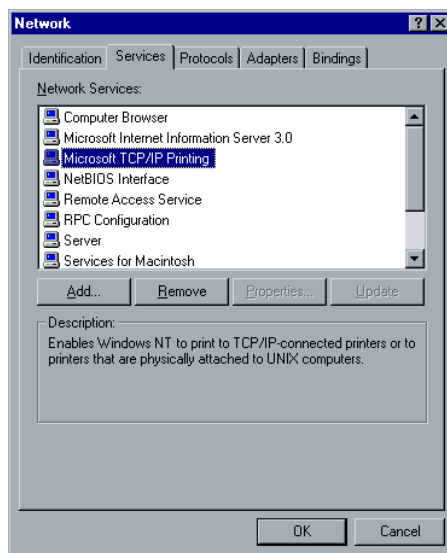 Network
Identification Services Protocols Adapters Bindings
Network Services:
Computer Browser
Microsoft Internet Information Server 3.0
Microsoft TCP/IP Printing
NetBIOS Interface
Remote Access Service
RPC Configuration
Server
Services for Macintosh
Add... Remove Properties... Update
Description:
Enables Windows NT to print to TCP/IP-connected printers or to
printers that are physically attached to UNIX computers.
OK Cancel